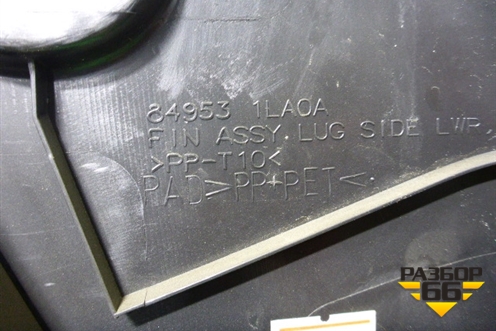 84953 1LA0A
FIN ASSY. LUG SIDE LWR,
>PP-T10<
PAD>PP+PET<
РАЗБОР
66